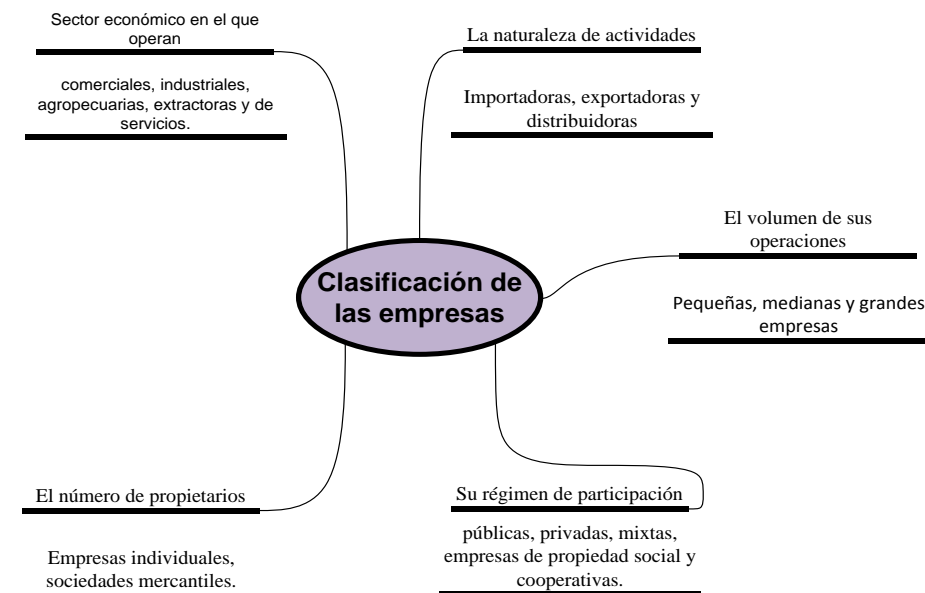 Sector económico en el que
operan
comerciales, industriales,
agropecuarias, extractoras y de
servicios.
La naturaleza de actividades
Importadoras, exportadoras y
distribuidoras
El volumen de sus
operaciones
Pequeñas, medianas y grandes
empresas
Clasificación de
las empresas
El número de propietarios
Empresas individuales,
sociedades mercantiles.
Su régimen de participación
públicas, privadas, mixtas,
empresas de propiedad social y
cooperativas.